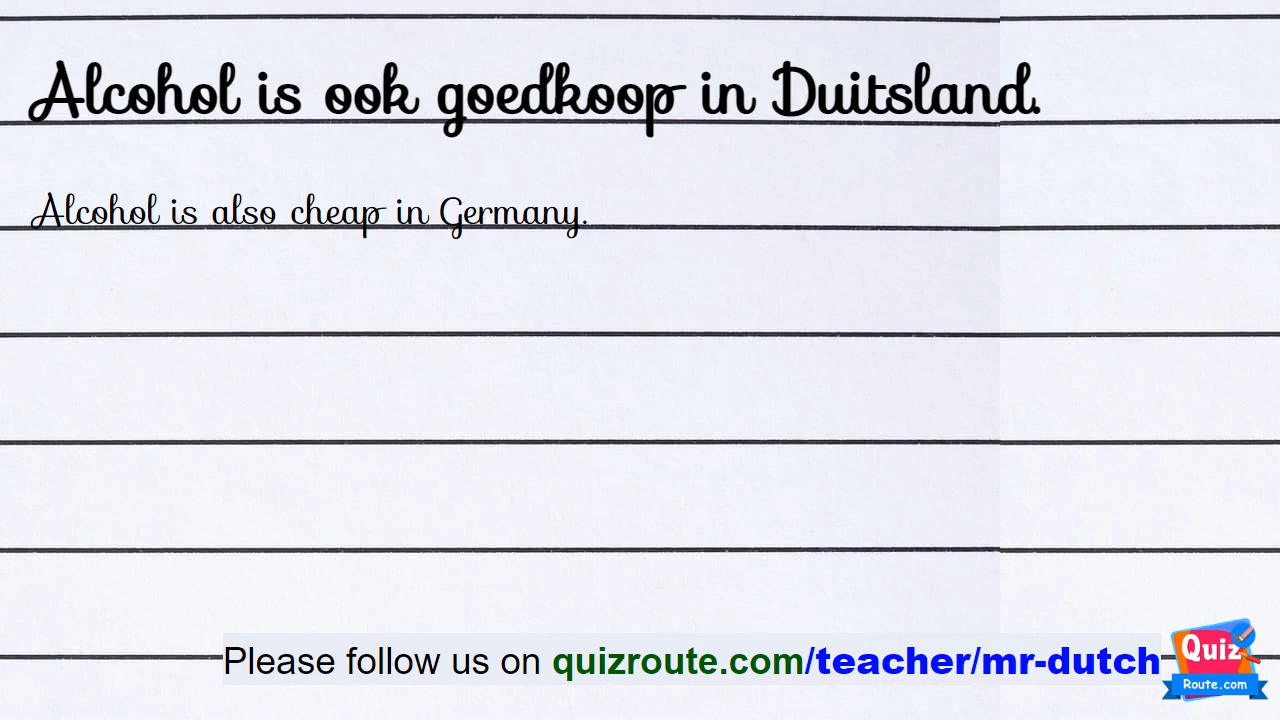 Alcohol is ook goedkoop in Duitsland.
Alcohol is also cheap in Germany.
Please follow us on quizroute.com/teacher/mr-dutch
Quiz
Route.com